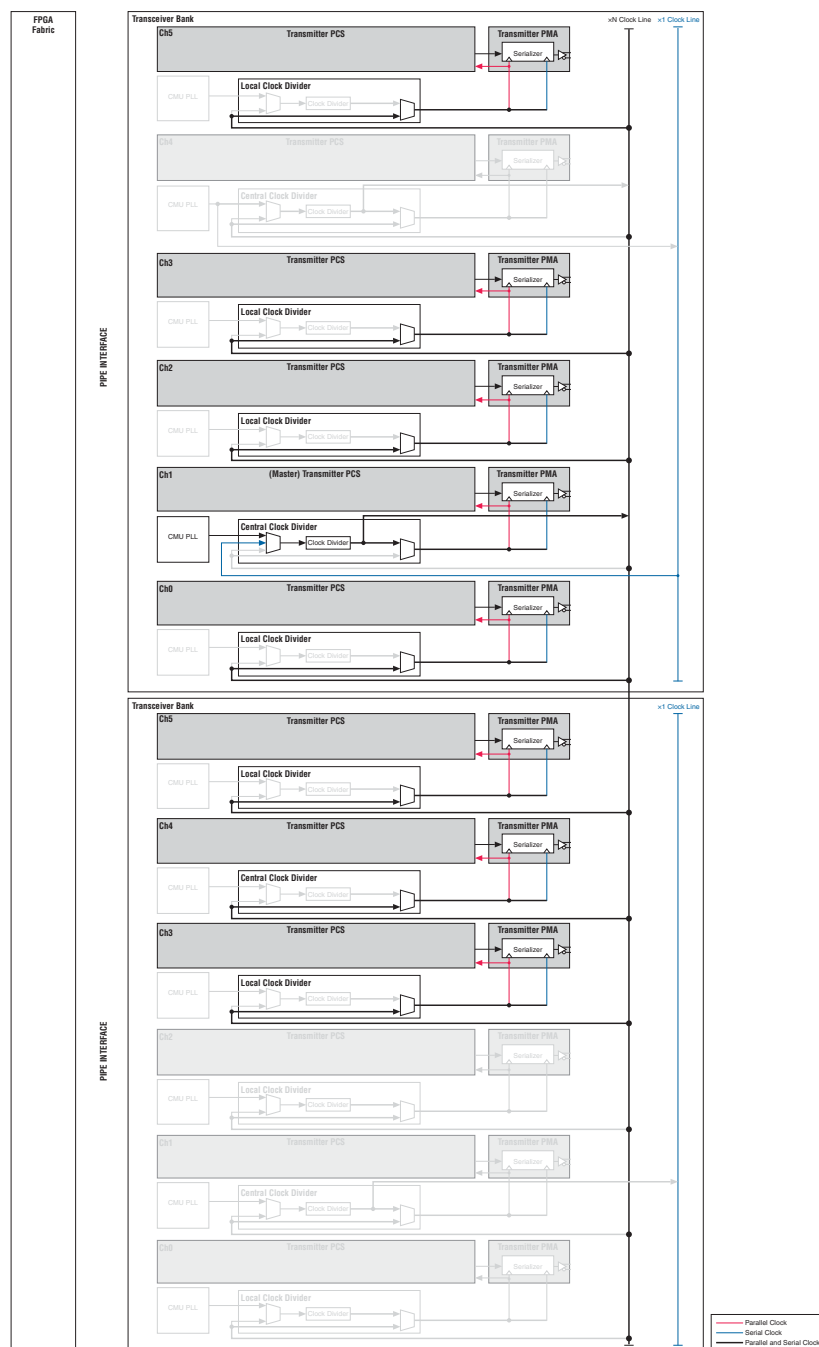 FPGA
Fabric
PIPE INTERFACE
PIPE INTERFACE
Transceiver Bank
×N Clock Line
×1 Clock Line
Ch5
Transmitter PCS
Transmitter PMA
Serializer
CMU PLL
Local Clock Divider
Clock Divider
Ch4
Transmitter PCS
Transmitter PMA
Serializer
CMU PLL
Central Clock Divider
Clock Divider
Ch3
Transmitter PCS
Transmitter PMA
Serializer
CMU PLL
Local Clock Divider
Clock Divider
Ch2
Transmitter PCS
Transmitter PMA
Serializer
CMU PLL
Local Clock Divider
Clock Divider
Ch1
(Master) Transmitter PCS
Transmitter PMA
Serializer
CMU PLL
Central Clock Divider
Clock Divider
Ch0
Transmitter PCS
Transmitter PMA
Serializer
CMU PLL
Local Clock Divider
Clock Divider
Transceiver Bank
×1 Clock Line
Ch5
Transmitter PCS
Transmitter PMA
Serializer
CMU PLL
Local Clock Divider
Clock Divider
Ch4
Transmitter PCS
Transmitter PMA
Serializer
CMU PLL
Central Clock Divider
Clock Divider
Ch3
Transmitter PCS
Transmitter PMA
Serializer
CMU PLL
Local Clock Divider
Clock Divider
Ch2
Transmitter PCS
Transmitter PMA
Serializer
CMU PLL
Local Clock Divider
Clock Divider
Ch1
Transmitter PCS
Transmitter PMA
Serializer
CMU PLL
Central Clock Divider
Clock Divider
Ch0
Transmitter PCS
Transmitter PMA
Serializer
CMU PLL
Local Clock Divider
Clock Divider
Parallel Clock
Serial Clock
Parallel and Serial Clock